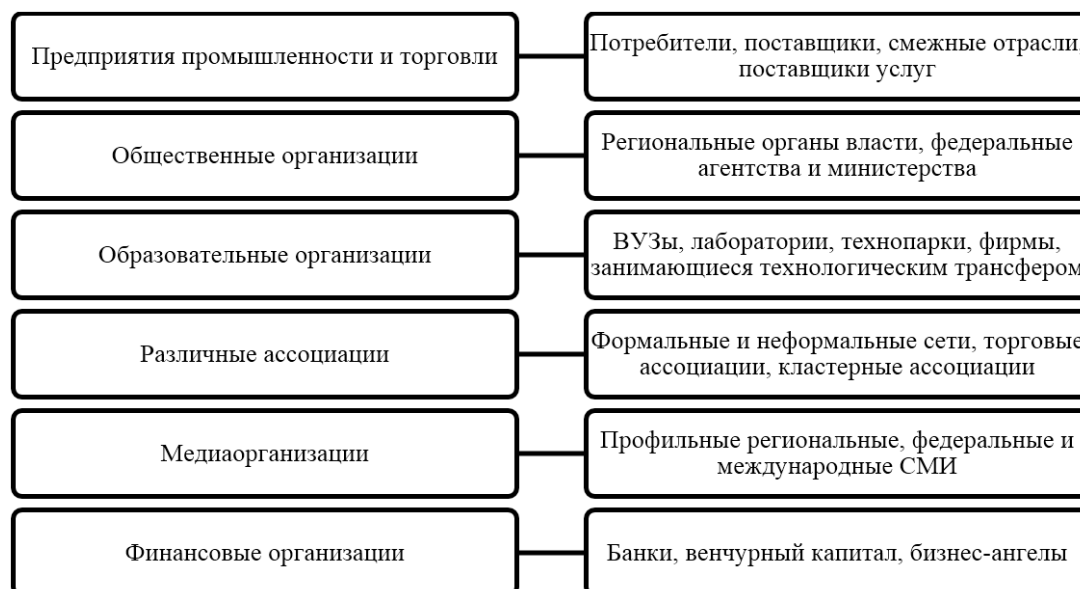 Предприятия промышленности и торговли
Потребители, поставщики, смежные отрасли,
поставщики услуг
Общественные организации
Региональные органы власти, федеральные
агентства и министерства
Образовательные организации
ВУЗы, лаборатории, технопарки, фирмы,
занимающиеся технологическим трансфером
Различные ассоциации
Формальные и неформальные сети, торговые
ассоциации, кластерные ассоциации
Медиаорганизации
Профильные региональные, федеральные и
международные СМИ
Финансовые организации
Банки, венчурный капитал, бизнес-ангелы